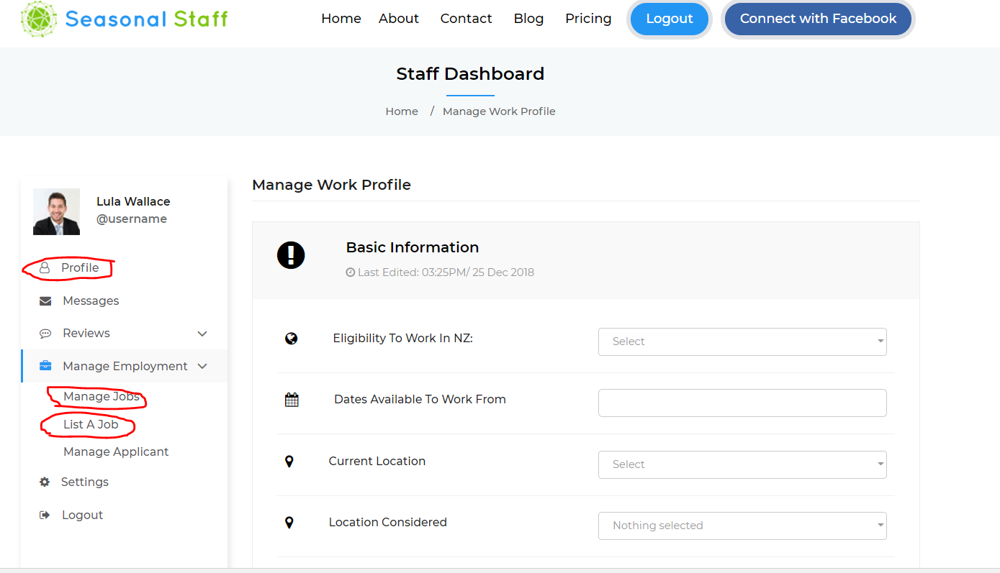 Seasonal Staff
Home About Contact Blog Pricing Logout Connect with Facebook
Staff Dashboard
Home / Manage Work Profile
Lula Wallace
@username
Profile
Messages
Reviews
Manage Employment
Manage Jobs
List A Job
Manage Applicant
Settings
Logout
Manage Work Profile
Basic Information
Last Edited: 03:25PM/ 25 Dec 2018
Eligibility To Work In NZ: Select
Dates Available To Work From
Current Location Select
Location Considered Nothing selected